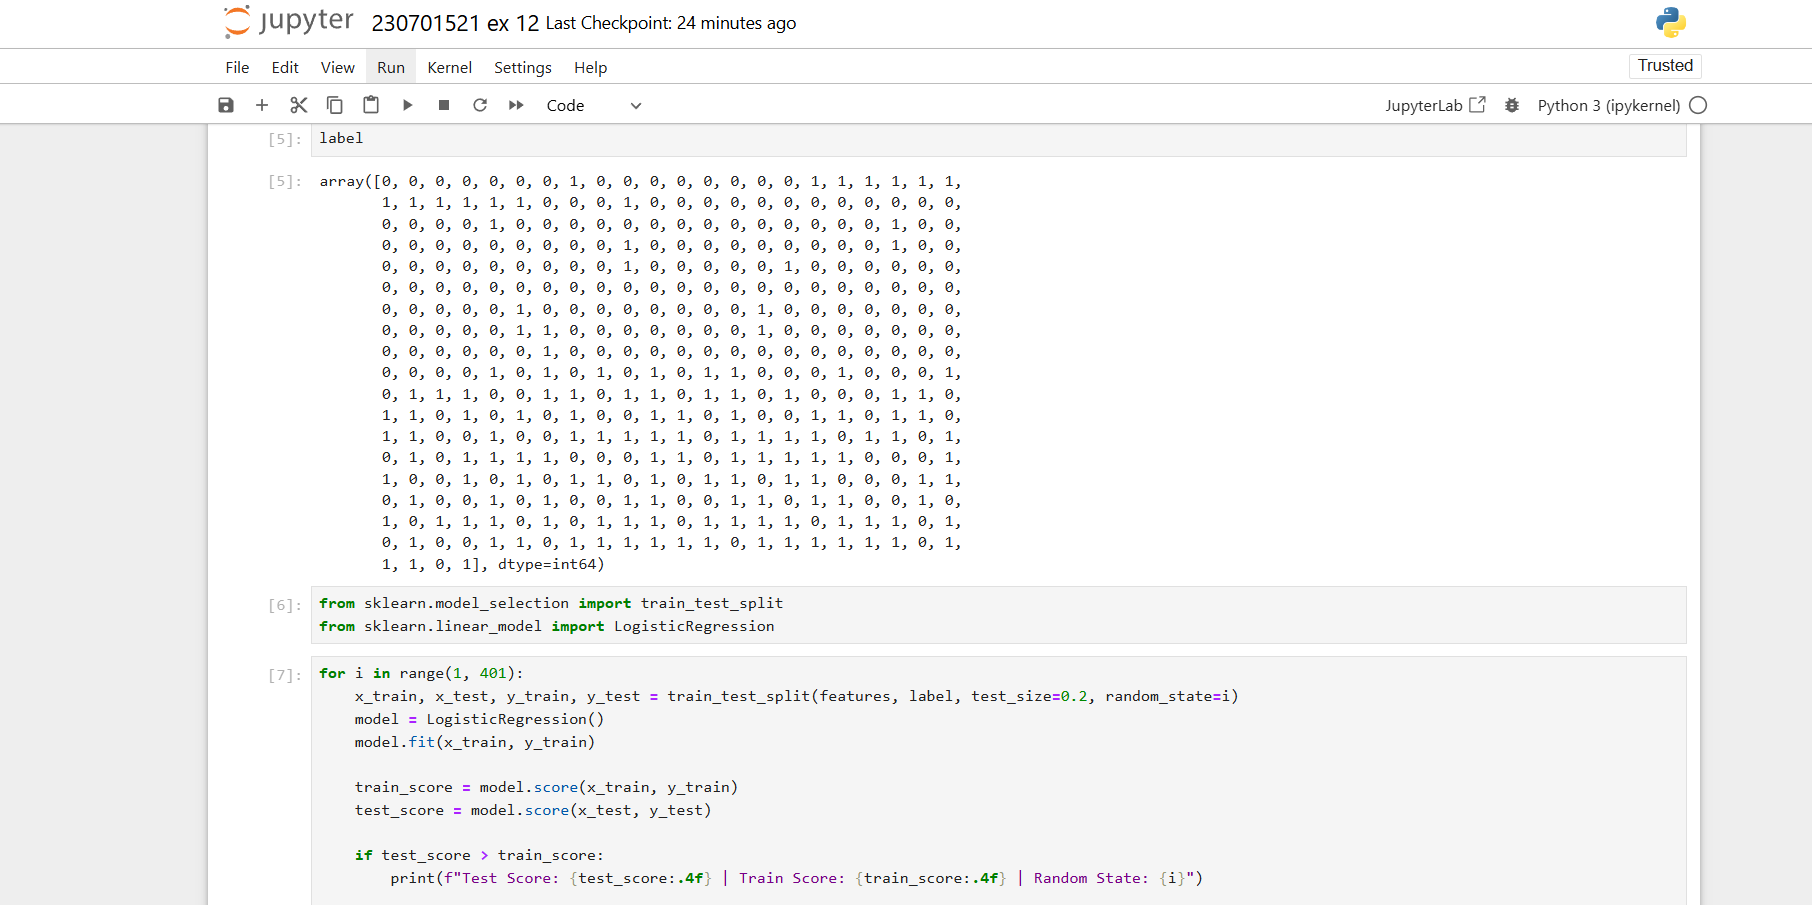 jupyter 230701521 ex 12 Last Checkpoint: 24 minutes ago
File Edit View Run Kernel Settings Help Trusted
Code JupyterLab Python 3 (ipykernel)
[5]: label
[5]: array([0, 0, 0, 0, 0, 0, 0, 1, 0, 0, 0, 0, 0, 0, 0, 0, 1, 1, 1, 1, 1, 1,
1, 1, 1, 1, 1, 1, 0, 0, 0, 1, 0, 0, 0, 0, 0, 0, 0, 0, 0, 0, 0, 0,
0, 0, 0, 0, 1, 0, 0, 0, 0, 0, 0, 0, 0, 0, 0, 0, 0, 0, 0, 1, 0, 0,
0, 0, 0, 0, 0, 0, 0, 0, 0, 1, 0, 0, 0, 0, 0, 0, 0, 0, 0, 1, 0, 0,
0, 0, 0, 0, 0, 0, 0, 0, 0, 1, 0, 0, 0, 0, 0, 1, 0, 0, 0, 0, 0, 0,
0, 0, 0, 0, 0, 0, 0, 0, 0, 0, 0, 0, 0, 0, 0, 0, 0, 0, 0, 0, 0, 0,
0, 0, 0, 0, 0, 1, 0, 0, 0, 0, 0, 0, 0, 0, 1, 0, 0, 0, 0, 0, 0, 0,
0, 0, 0, 0, 0, 1, 1, 0, 0, 0, 0, 0, 0, 0, 1, 0, 0, 0, 0, 0, 0, 0,
0, 0, 0, 0, 0, 0, 1, 0, 0, 0, 0, 0, 0, 0, 0, 0, 0, 0, 0, 0, 0, 0,
0, 0, 0, 0, 1, 0, 1, 0, 1, 0, 1, 0, 1, 1, 0, 0, 0, 1, 0, 0, 0, 1,
0, 1, 1, 1, 0, 0, 1, 1, 0, 1, 1, 0, 1, 1, 0, 1, 0, 0, 0, 1, 1, 0,
1, 1, 0, 1, 0, 1, 0, 1, 0, 0, 1, 1, 0, 1, 0, 0, 1, 1, 0, 1, 1, 0,
1, 1, 0, 0, 1, 0, 0, 1, 1, 1, 1, 1, 0, 1, 1, 1, 1, 0, 1, 1, 0, 1,
0, 1, 0, 1, 1, 1, 1, 0, 0, 0, 1, 1, 0, 1, 1, 1, 1, 1, 0, 0, 0, 1,
1, 0, 0, 1, 0, 1, 0, 1, 1, 0, 1, 0, 1, 1, 0, 1, 1, 0, 0, 0, 1, 1,
0, 1, 0, 0, 1, 0, 1, 0, 0, 1, 1, 0, 0, 1, 1, 0, 1, 1, 0, 0, 1, 0,
1, 0, 1, 1, 1, 0, 1, 0, 1, 1, 1, 0, 1, 1, 1, 1, 0, 1, 1, 1, 0, 1,
0, 1, 0, 0, 1, 1, 0, 1, 1, 1, 1, 1, 1, 0, 1, 1, 1, 1, 1, 1, 0, 1,
1, 1, 0, 1], dtype=int64)
[6]: from sklearn.model_selection import train_test_split
from sklearn.linear_model import LogisticRegression
[7]: for i in range(1, 401):
    x_train, x_test, y_train, y_test = train_test_split(features, label, test_size=0.2, random_state=i)
    model = LogisticRegression()
    model.fit(x_train, y_train)
    train_score = model.score(x_train, y_train)
    test_score = model.score(x_test, y_test)
    if test_score > train_score:
        print(f"Test Score: {test_score:.4f} | Train Score: {train_score:.4f} | Random State: {i}")